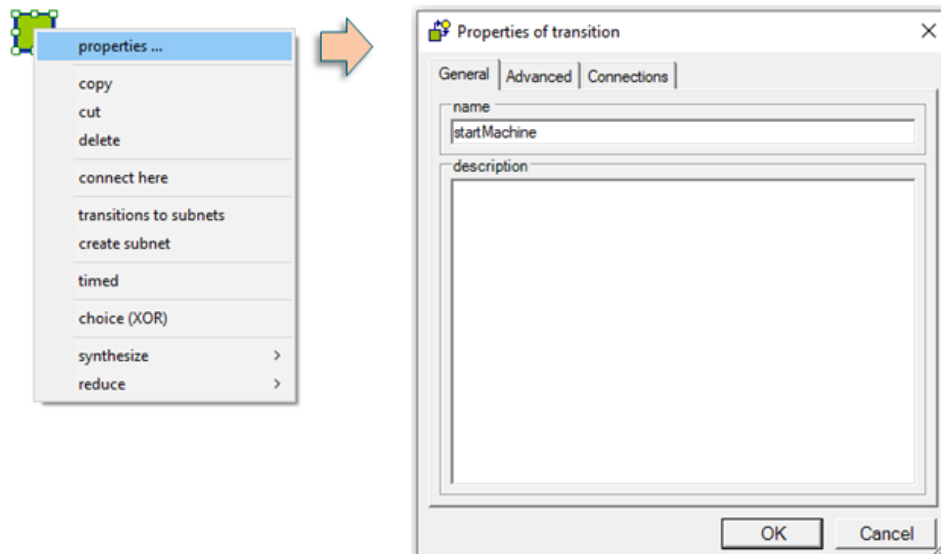 properties ...
copy
cut
delete
connect here
transitions to subnets
create subnet
timed
choice (XOR)
synthesize
reduce
Properties of transition
General Advanced Connections
name
startMachine
description
OK Cancel